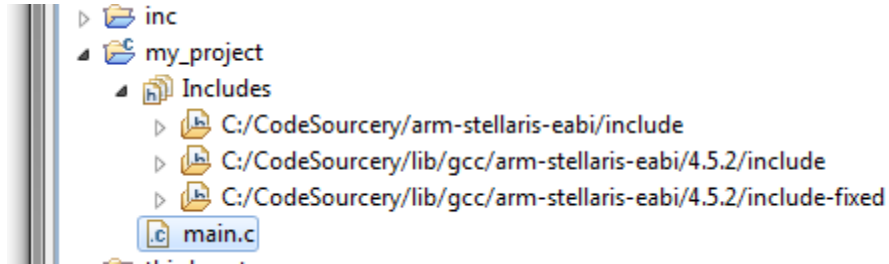 inc
my_project
Includes
C:/CodeSourcery/arm-stellaris-eabi/include
C:/CodeSourcery/lib/gcc/arm-stellaris-eabi/4.5.2/include
C:/CodeSourcery/lib/gcc/arm-stellaris-eabi/4.5.2/include-fixed
main.c